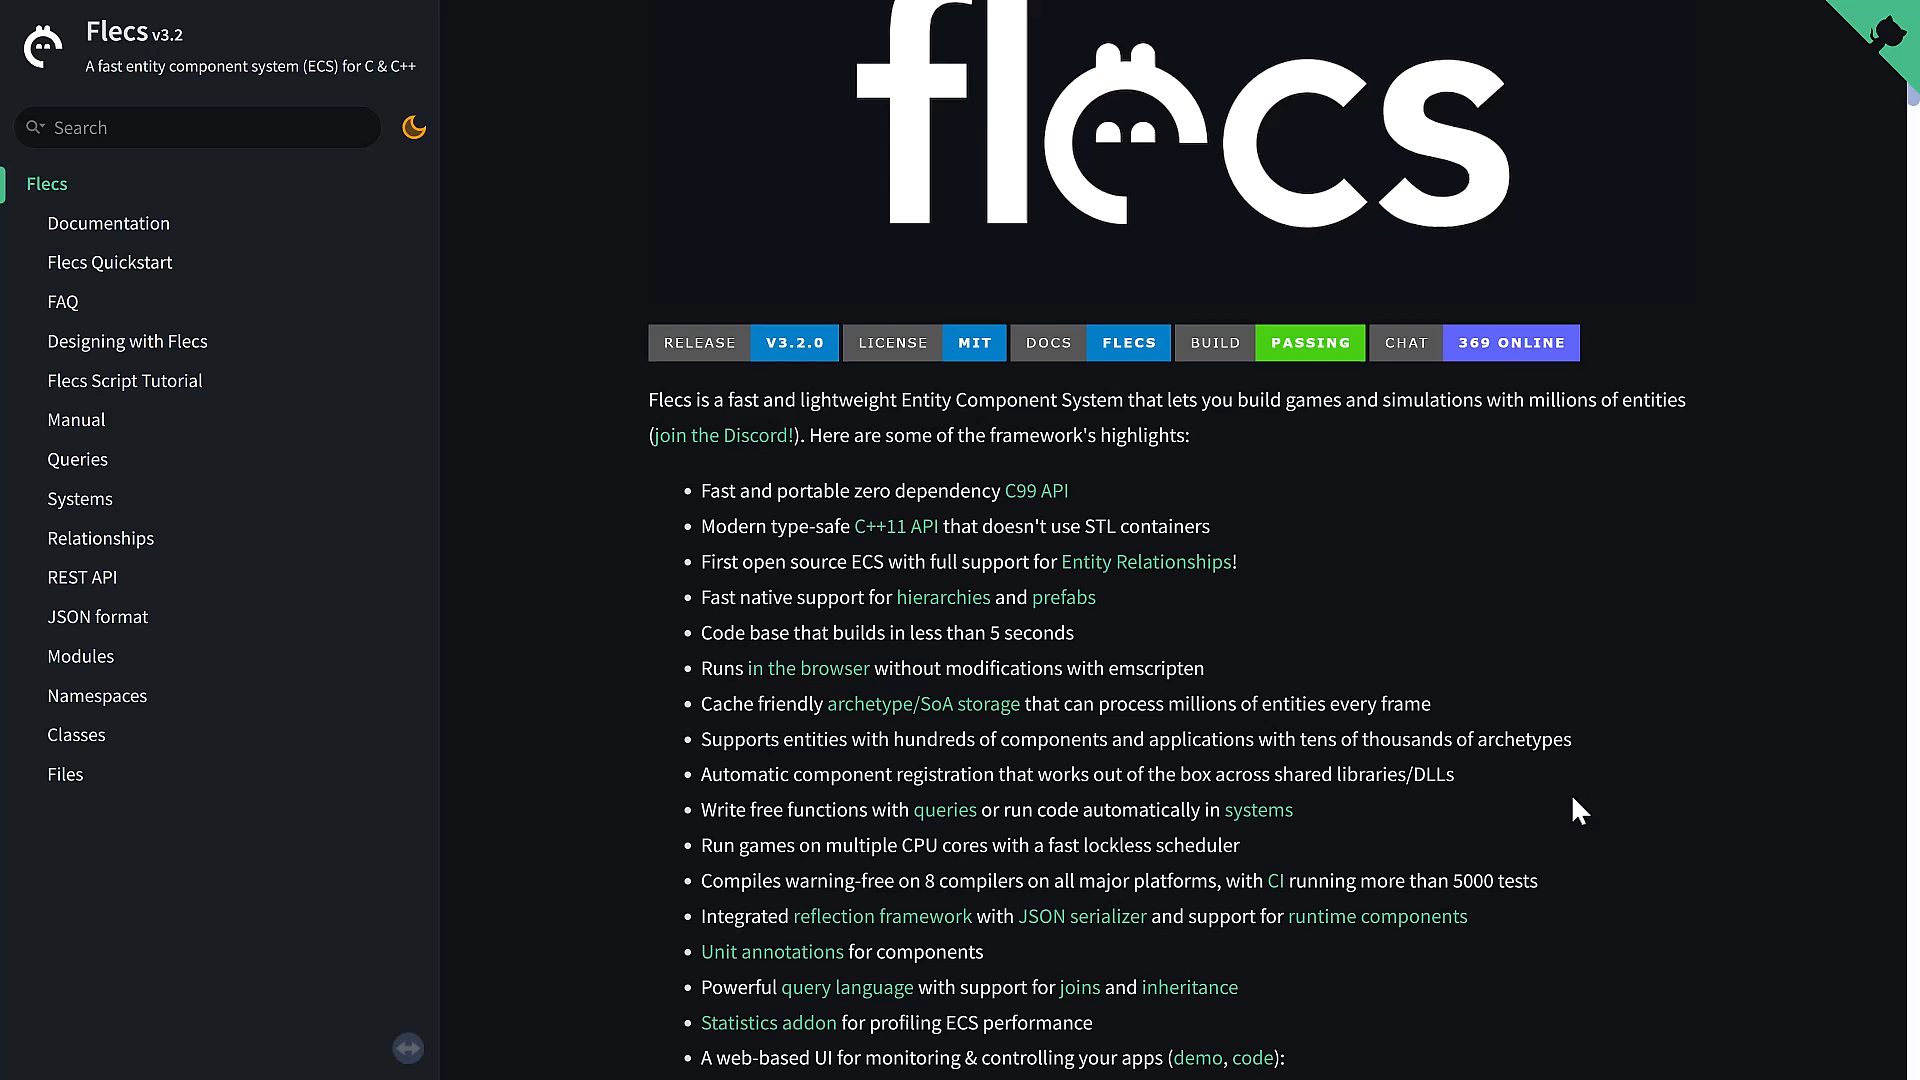 Flecs v3.2
A fast entity component system (ECS) for C & C++
Search
Flecs
Documentation
Flecs Quickstart
FAQ
Designing with Flecs
Flecs Script Tutorial
Manual
Queries
Systems
Relationships
REST API
JSON format
Modules
Namespaces
Classes
Files
flecs
RELEASE V3.2.0 LICENSE MIT DOCS FLECS BUILD PASSING CHAT 369 ONLINE
Flecs is a fast and lightweight Entity Component System that lets you build games and simulations with millions of entities
(join the Discord!). Here are some of the framework's highlights:
• Fast and portable zero dependency C99 API
• Modern type-safe C++11 API that doesn't use STL containers
• First open source ECS with full support for Entity Relationships!
• Fast native support for hierarchies and prefabs
• Code base that builds in less than 5 seconds
• Runs in the browser without modifications with emscripten
• Cache friendly archetype/SoA storage that can process millions of entities every frame
• Supports entities with hundreds of components and applications with tens of thousands of archetypes
• Automatic component registration that works out of the box across shared libraries/DLLs
• Write free functions with queries or run code automatically in systems
• Run games on multiple CPU cores with a fast lockless scheduler
• Compiles warning-free on 8 compilers on all major platforms, with CI running more than 5000 tests
• Integrated reflection framework with JSON serializer and support for runtime components
• Unit annotations for components
• Powerful query language with support for joins and inheritance
• Statistics addon for profiling ECS performance
• A web-based UI for monitoring & controlling your apps (demo, code):